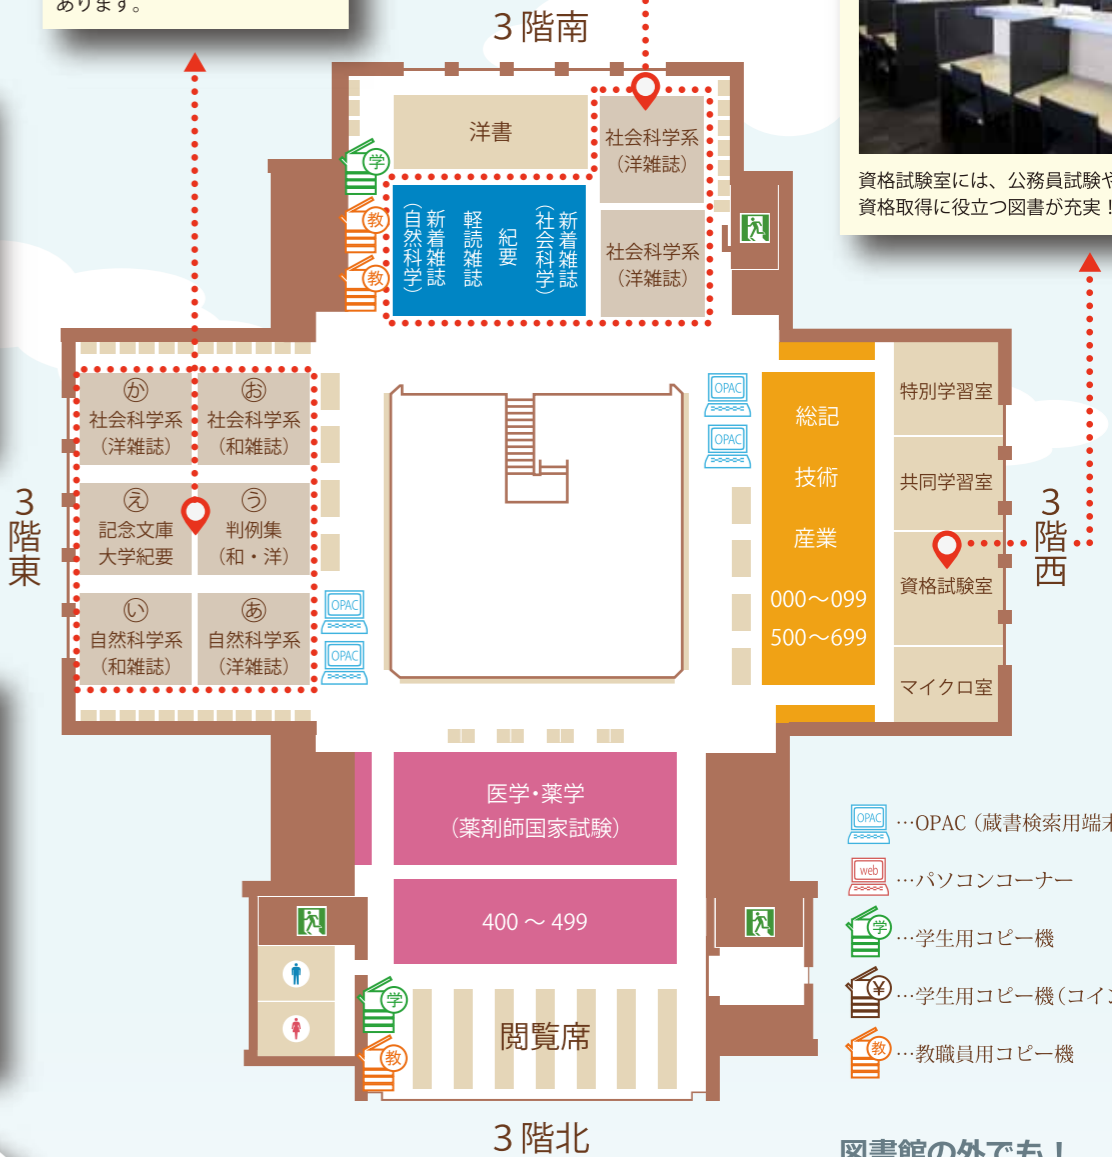 あります。
3階南
洋書
社会科学系
(洋雑誌)
社会科学系
(洋雑誌)
新着雑誌
(社会科学)
紀要
軽読雑誌
新着雑誌
(自然科学)
学
教
教
資格試験室には、公務員試験や
資格取得に役立つ図書が充実！
3階東
か
社会科学系
(洋雑誌)
お
社会科学系
(和雑誌)
え
記念文庫
大学紀要
う
判例集
(和・洋)
い
自然科学系
(和雑誌)
あ
自然科学系
(洋雑誌)
OPAC
OPAC
OPAC
OPAC
総記
技術
産業
000～099
500～699
特別学習室
共同学習室
資格試験室
マイクロ室
3階西
医学・薬学
(薬剤師国家試験)
400～499
閲覧席
学
教
3階北
OPAC …OPAC（蔵書検索用端末
web …パソコンコーナー
学 …学生用コピー機
¥ …学生用コピー機（コイン
教 …教職員用コピー機
図書館の外でも！